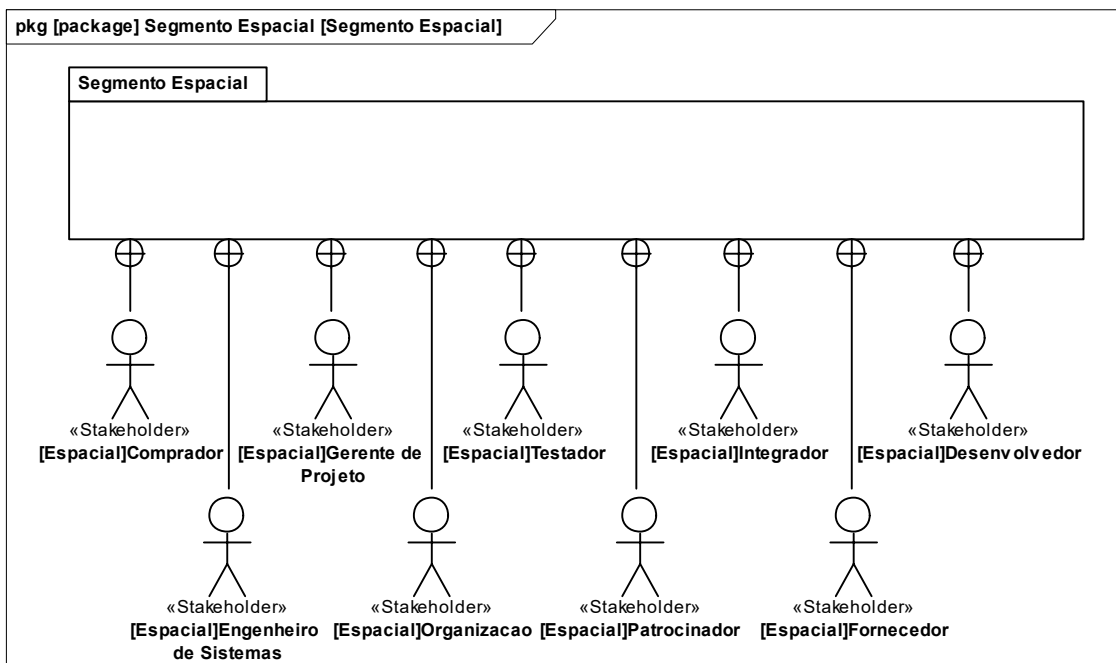 pkg [package] Segmento Espacial [Segmento Espacial]
Segmento Espacial
«Stakeholder»
[Espacial]Comprador
«Stakeholder»
[Espacial]Gerente de
Projeto
«Stakeholder»
[Espacial]Testador
«Stakeholder»
[Espacial]Integrador
«Stakeholder»
[Espacial]Desenvolvedor
«Stakeholder»
[Espacial]Engenheiro
de Sistemas
«Stakeholder»
[Espacial]Organizacao
«Stakeholder»
[Espacial]Patrocinador
«Stakeholder»
[Espacial]Fornecedor